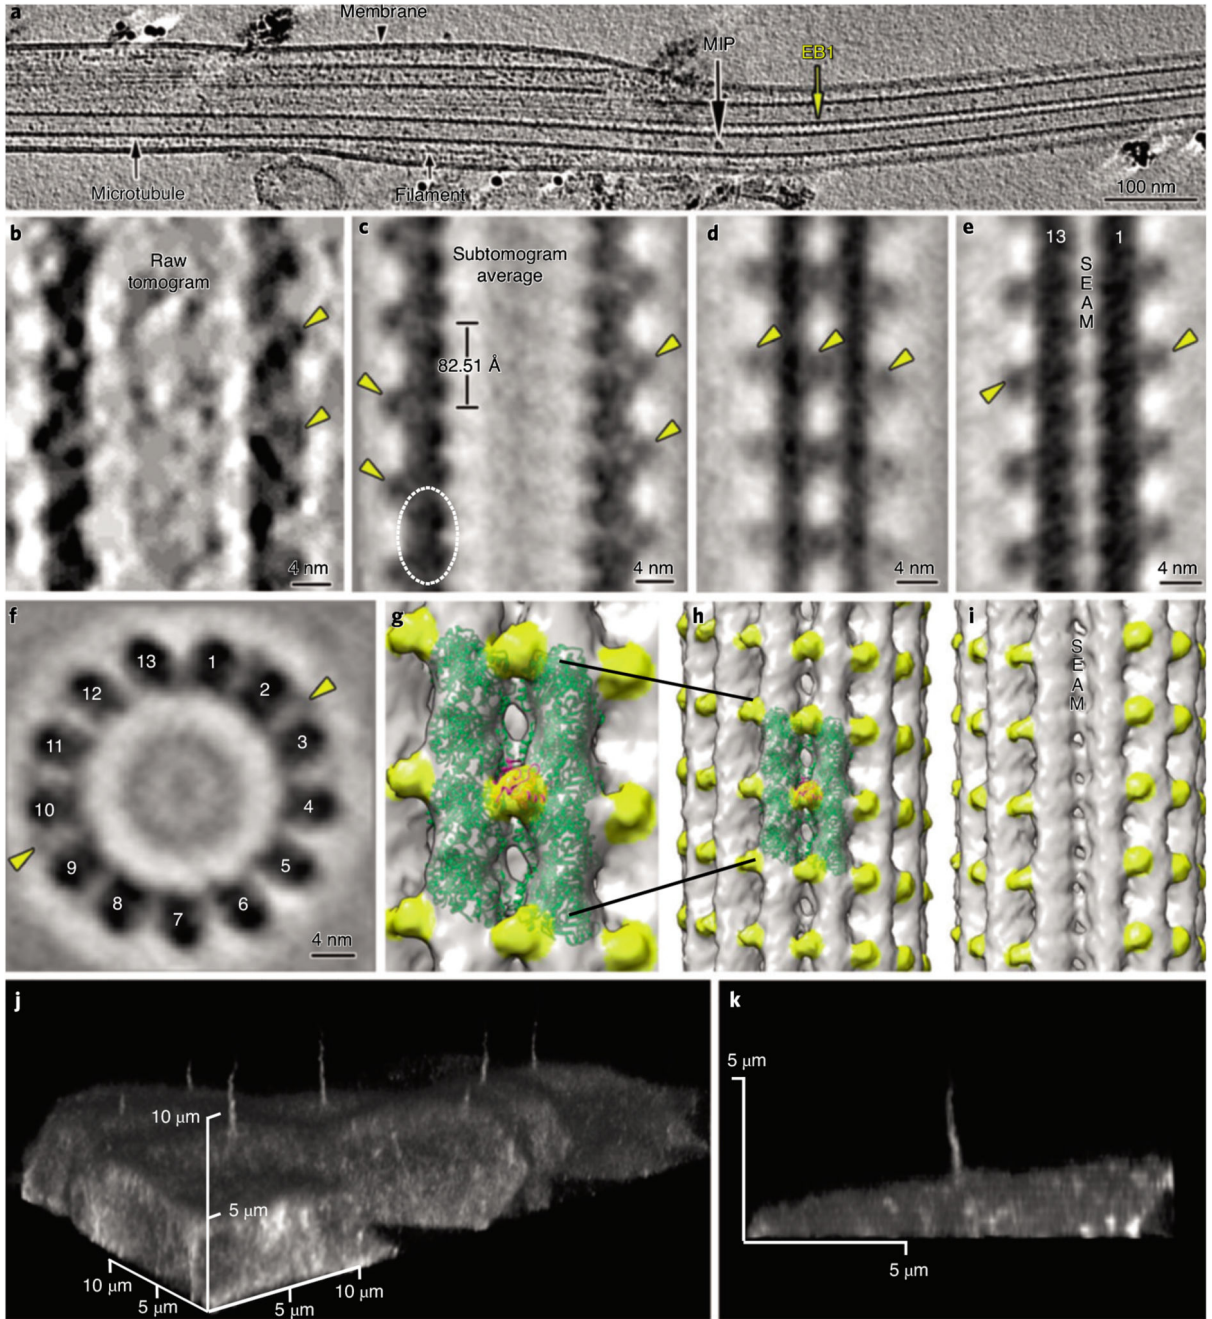 a
Membrane
MIP
EB1
Microtubule
Filament
100 nm
b
Raw
tomogram
4 nm
c
Subtomogram
average
82.51 Å
4 nm
d
4 nm
e
13
1
S
E
A
M
4 nm
f
13
1
12
2
11
3
10
4
9
5
8
6
7
4 nm
g
h
i
S
E
A
M
j
10 μm
5 μm
10 μm
5 μm
5 μm
10 μm
k
5 μm
5 μm